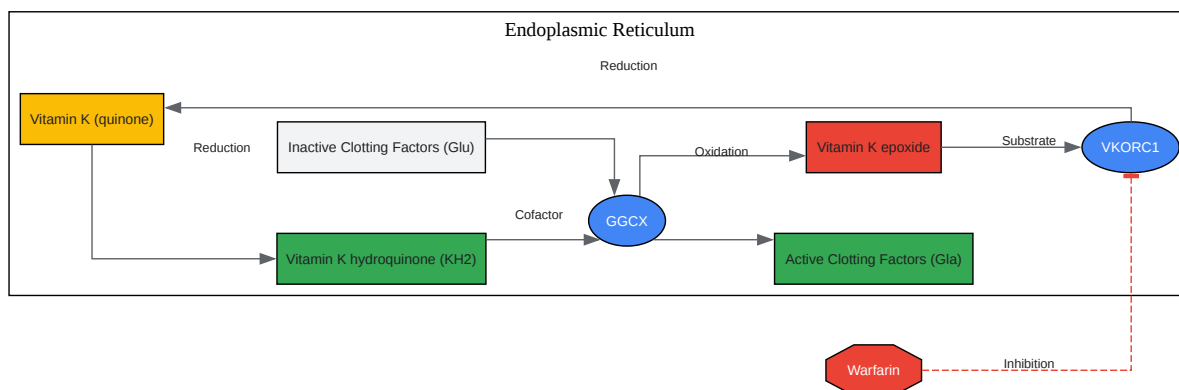 Endoplasmic Reticulum
Reduction
Vitamin K (quinone)
Reduction
Inactive Clotting Factors (Glu)
Oxidation
Vitamin K epoxide
Substrate
VKORC1
Cofactor
GGCX
Vitamin K hydroquinone (KH2)
Active Clotting Factors (Gla)
Warfarin
Inhibition